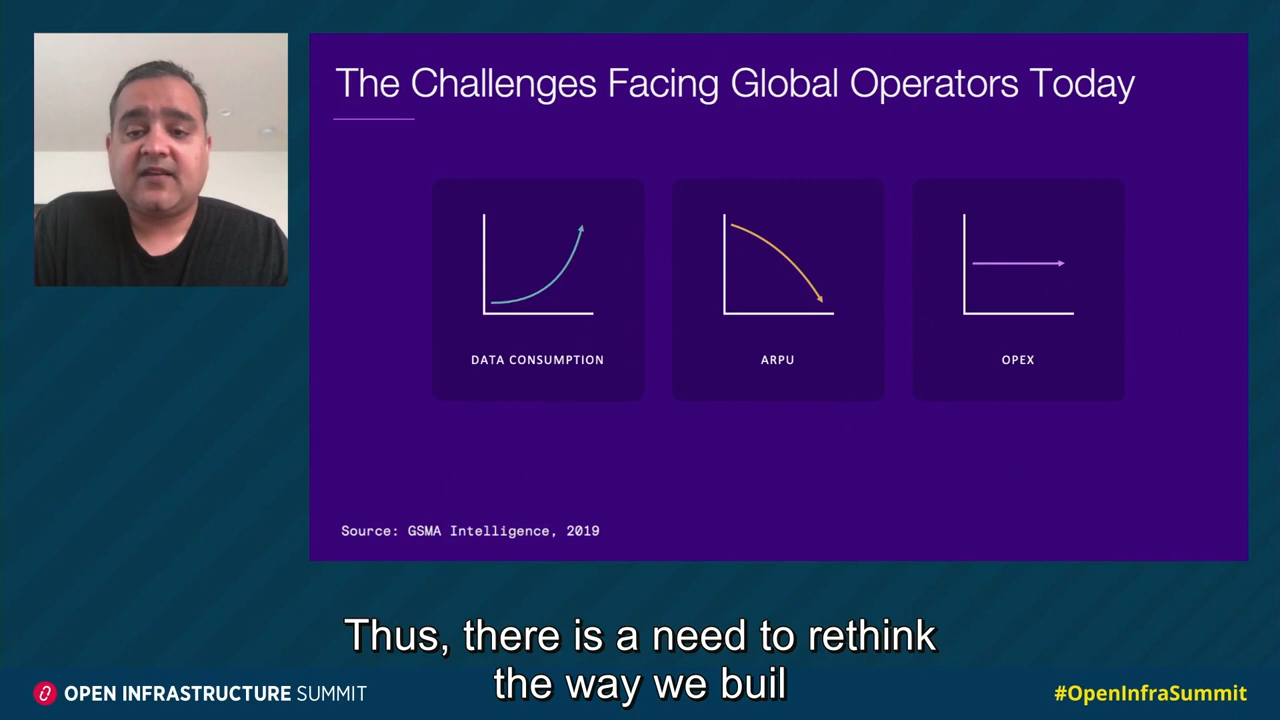 The Challenges Facing Global Operators Today
DATA CONSUMPTION
ARPU
OPEX
Source: GSMA Intelligence, 2019
Thus, there is a need to rethink
the way we buil
OPEN INFRASTRUCTURE SUMMIT
#OpenInfraSummit